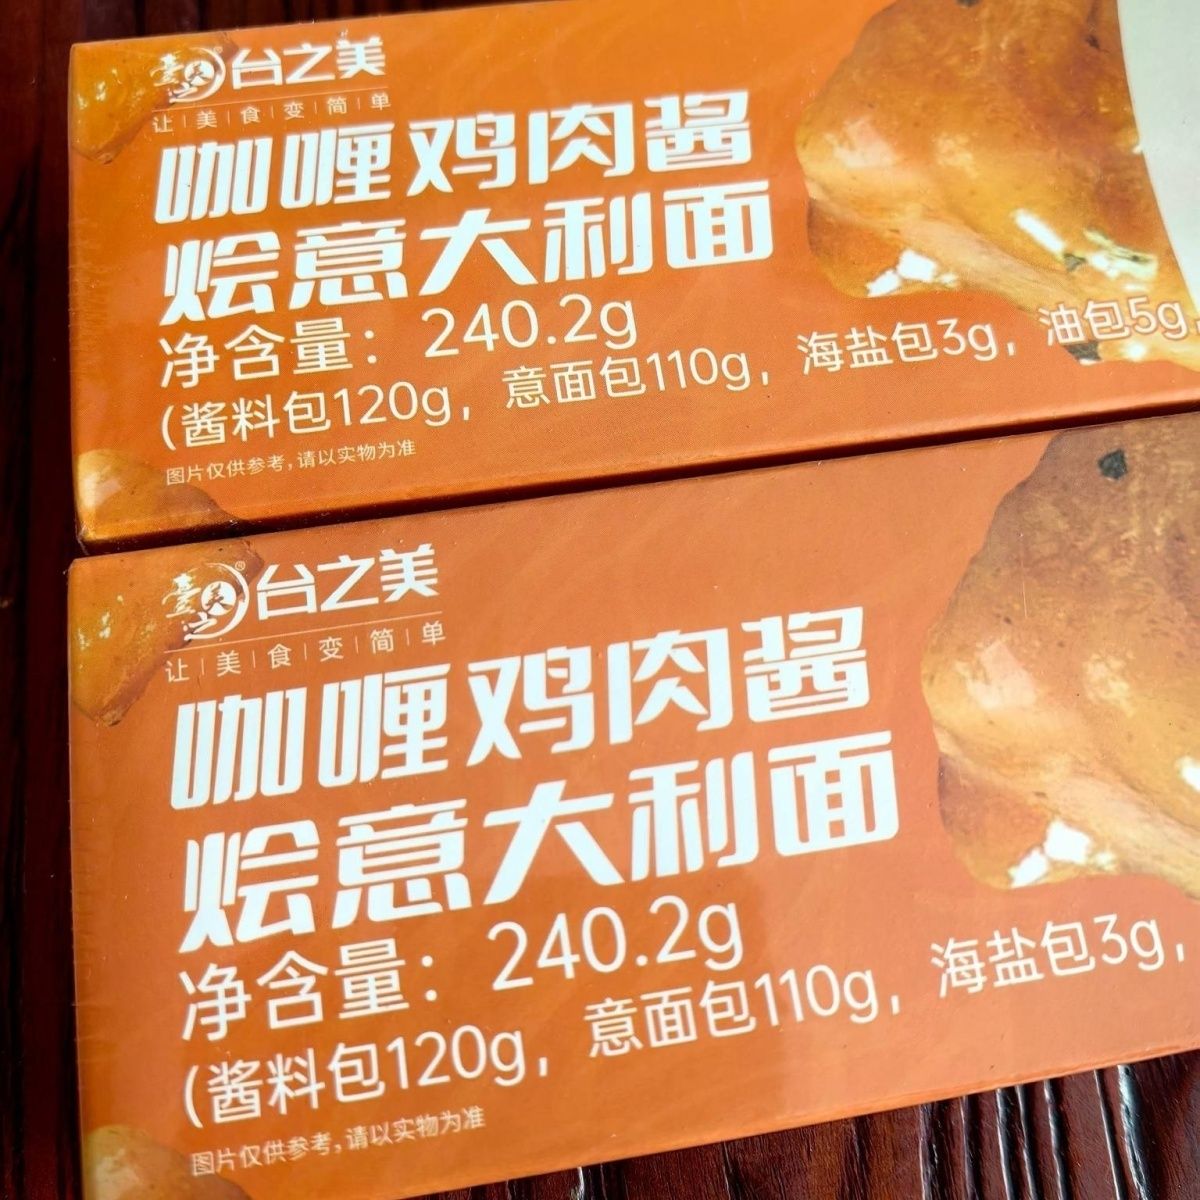 臺之美®台之美
让|美|食|变|简|单
咖喱鸡肉酱
烩意大利面
净含量：240.2g
(酱料包120g，意面包110g，海盐包3g，油包5g,
图片仅供参考,请以实物为准
臺之美®台之美
让|美|食|变|简|单
咖喱鸡肉酱
烩意大利面
净含量：240.2g
(酱料包120g，意面包110g，海盐包3g，
图片仅供参考,请以实物为准